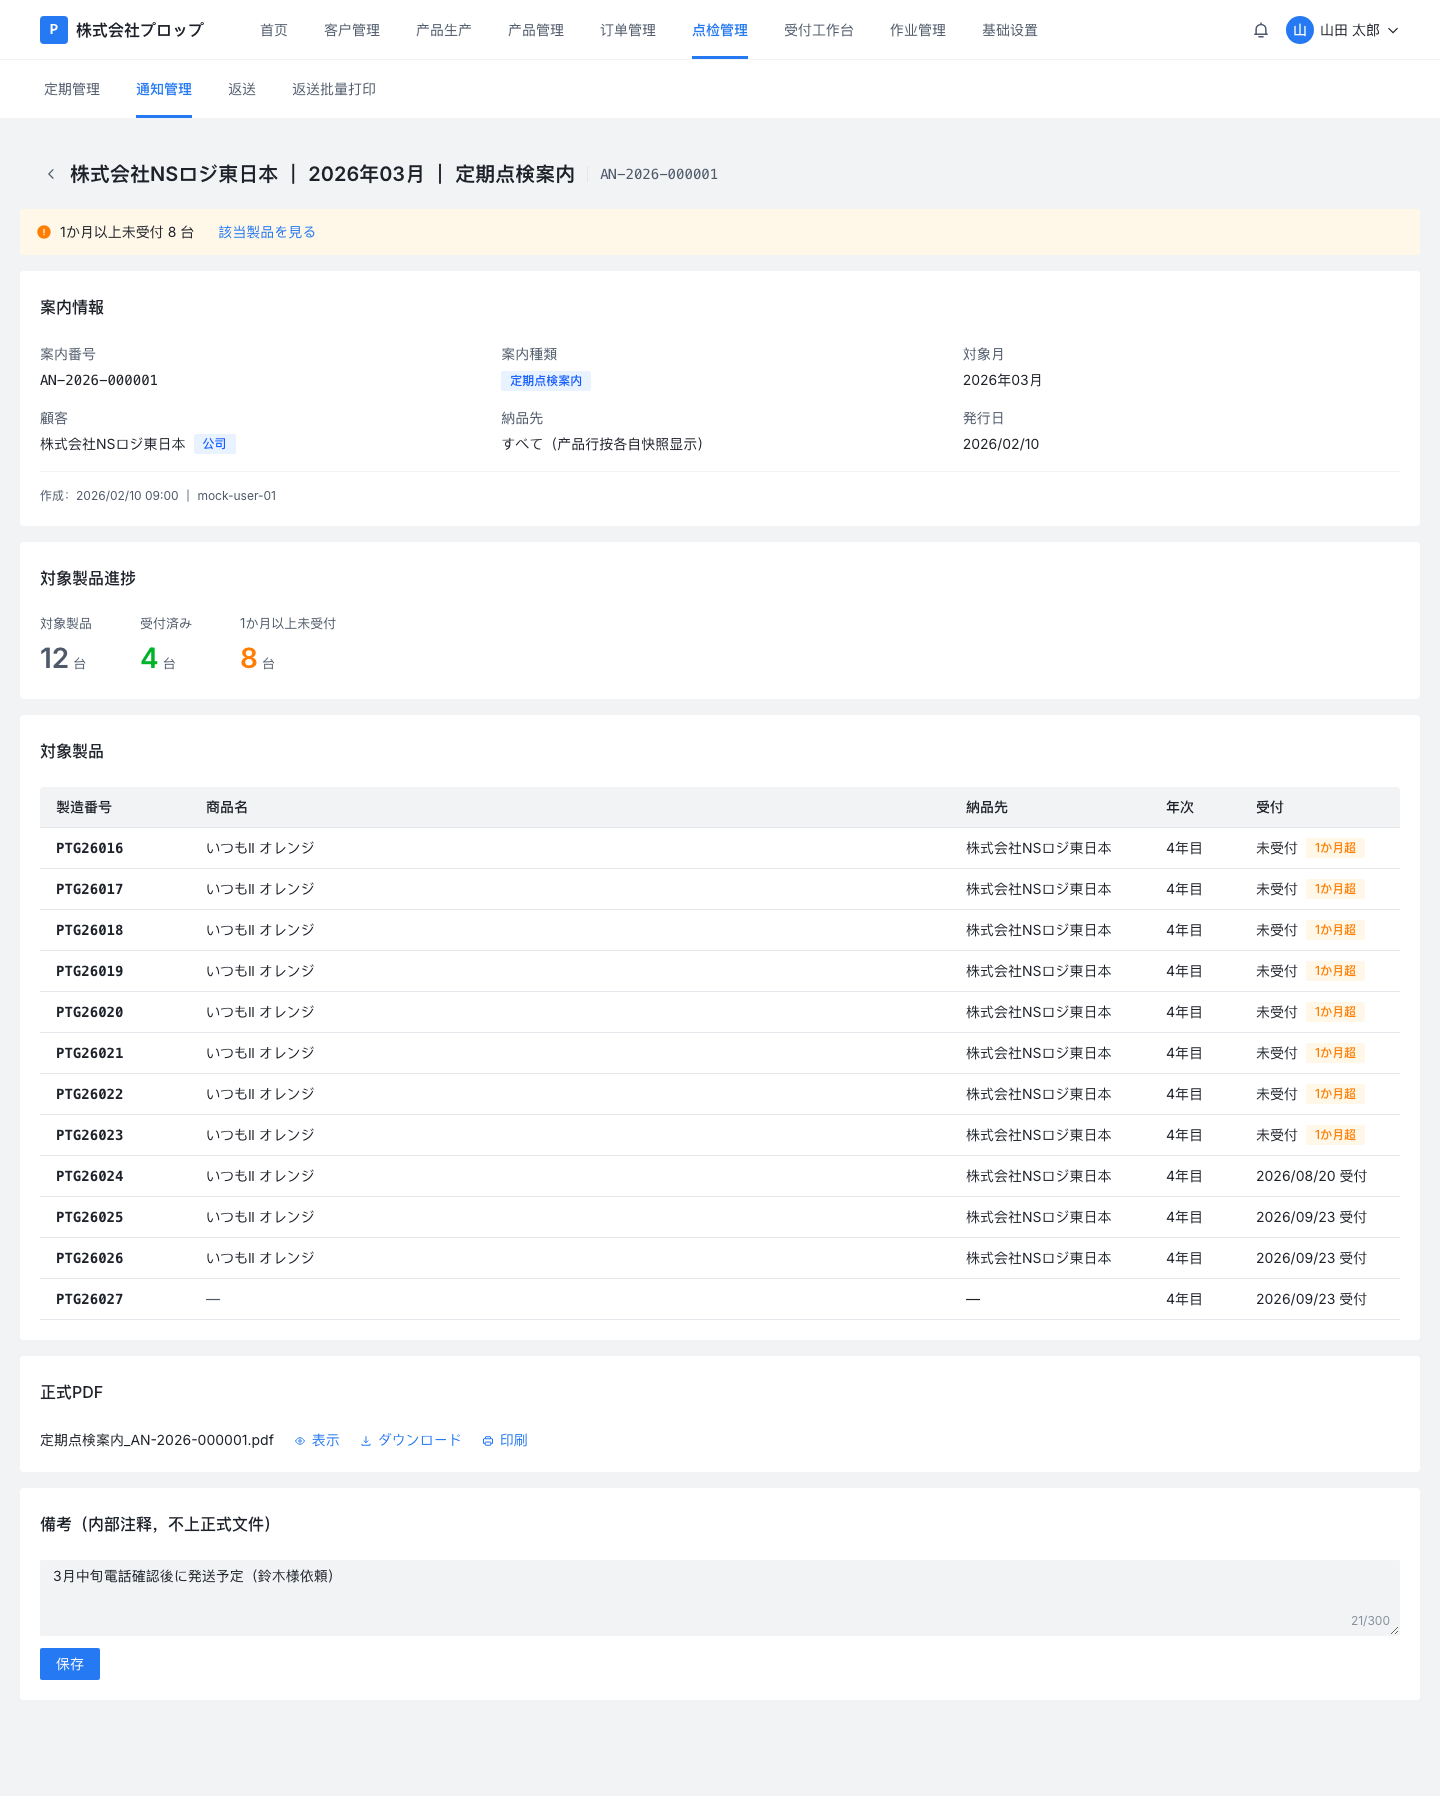 P 株式会社プロップ 首页 客户管理 产品生产 产品管理 订单管理 点检管理 受付工作台 作业管理 基础设置 山 山田 太郎
定期管理 通知管理 返送 返送批量打印
株式会社NSロジ東日本 ｜ 2026年03月 ｜ 定期点検案内 AN-2026-000001
1か月以上未受付 8 台 該当製品を見る
案内情報
案内番号 案内種類 対象月
AN-2026-000001 定期点検案内 2026年03月
顧客 納品先 発行日
株式会社NSロジ東日本 公司 すべて（产品行按各自快照显示） 2026/02/10
作成：2026/02/10 09:00 ｜ mock-user-01
対象製品進捗
対象製品 受付済み 1か月以上未受付
12 台 4 台 8 台
対象製品
製造番号 商品名 納品先 年次 受付
PTG26016 いつもII オレンジ 株式会社NSロジ東日本 4年目 未受付 1か月超
PTG26017 いつもII オレンジ 株式会社NSロジ東日本 4年目 未受付 1か月超
PTG26018 いつもII オレンジ 株式会社NSロジ東日本 4年目 未受付 1か月超
PTG26019 いつもII オレンジ 株式会社NSロジ東日本 4年目 未受付 1か月超
PTG26020 いつもII オレンジ 株式会社NSロジ東日本 4年目 未受付 1か月超
PTG26021 いつもII オレンジ 株式会社NSロジ東日本 4年目 未受付 1か月超
PTG26022 いつもII オレンジ 株式会社NSロジ東日本 4年目 未受付 1か月超
PTG26023 いつもII オレンジ 株式会社NSロジ東日本 4年目 未受付 1か月超
PTG26024 いつもII オレンジ 株式会社NSロジ東日本 4年目 2026/08/20 受付
PTG26025 いつもII オレンジ 株式会社NSロジ東日本 4年目 2026/09/23 受付
PTG26026 いつもII オレンジ 株式会社NSロジ東日本 4年目 2026/09/23 受付
PTG26027 — — 4年目 2026/09/23 受付
正式PDF
定期点検案内_AN-2026-000001.pdf 表示 ダウンロード 印刷
備考（内部注释，不上正式文件）
3月中旬電話確認後に発送予定（鈴木様依頼）
21/300
保存